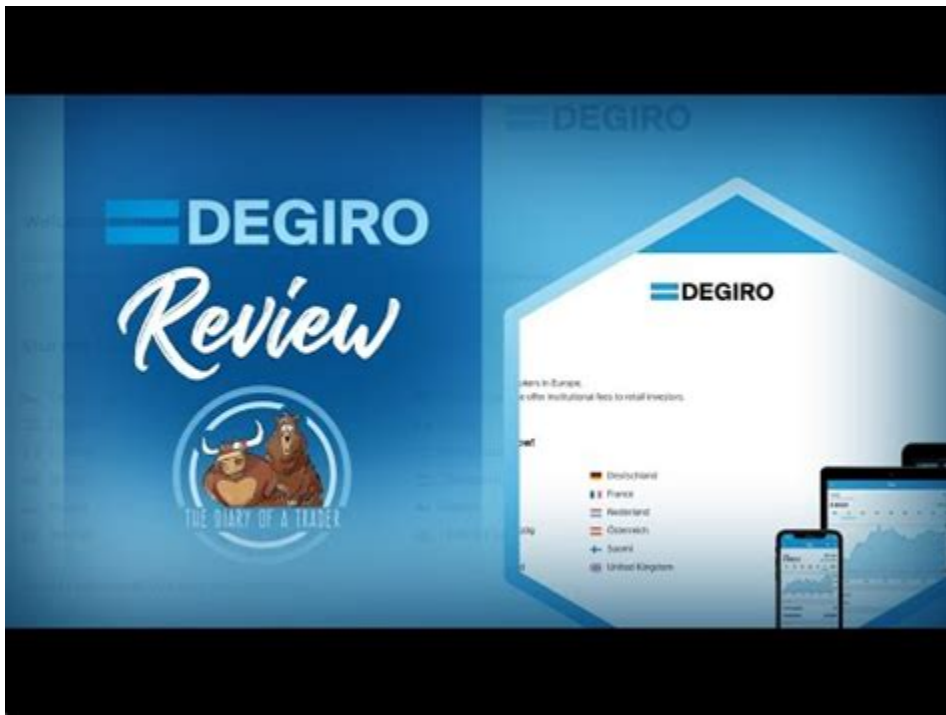 DEGIRO
DEGIRO
Review
THE DIARY OF A TRADER
DEGIRO
in Europe.
offer institutional fees to retail investors.
Deutschland
France
Nederland
Österreich
Suomi
United Kingdom